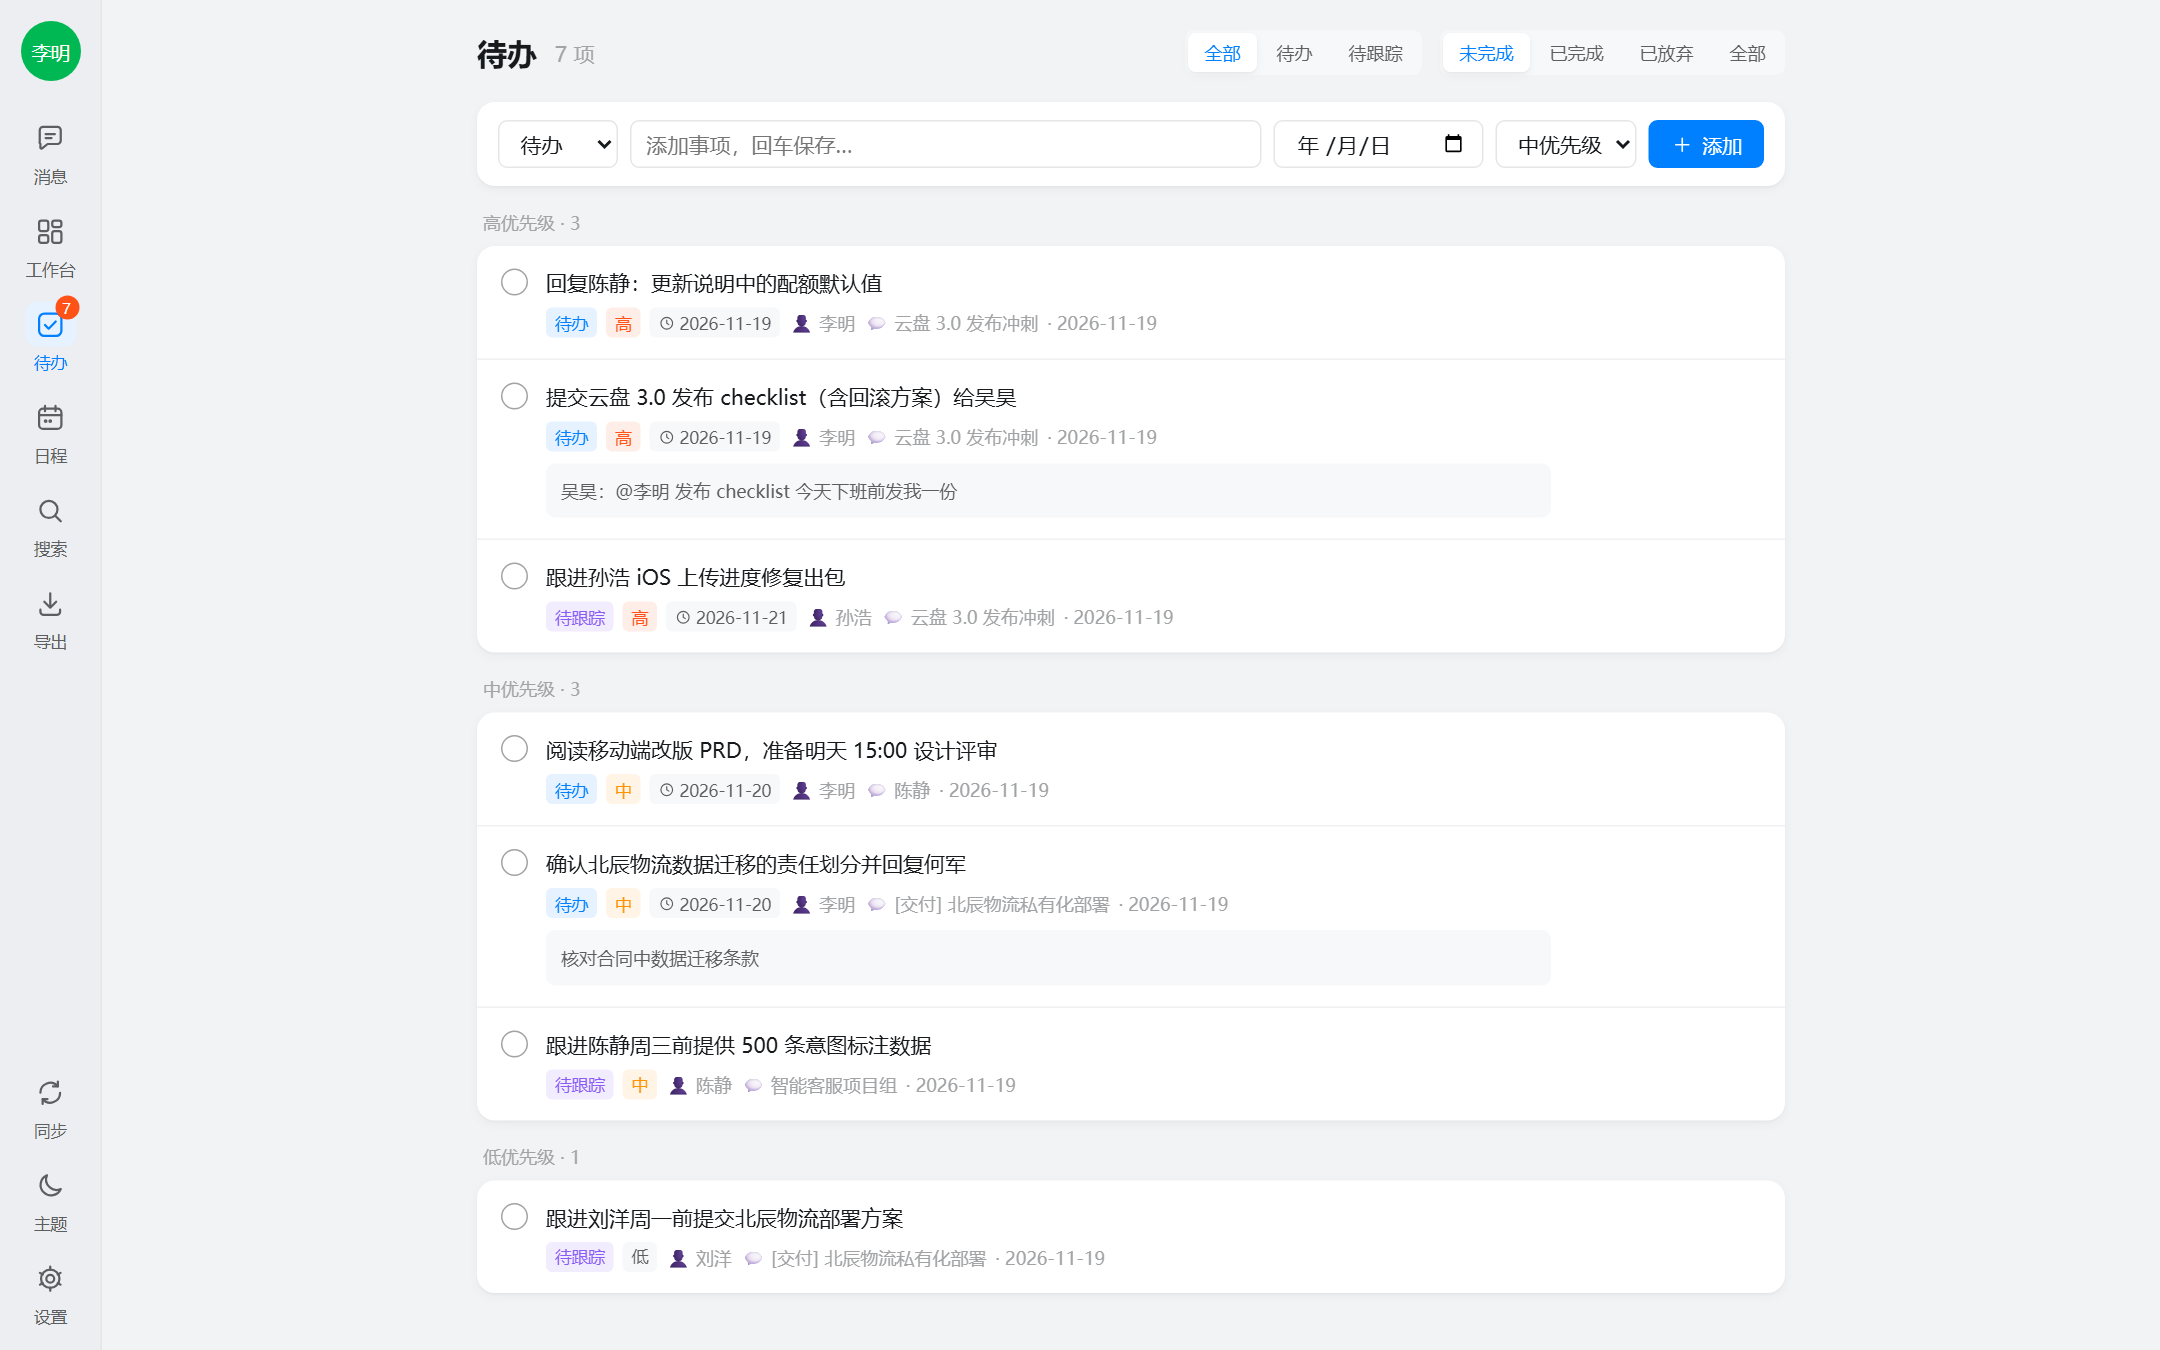 李明
消息
工作台
7
待办
日程
搜索
导出
同步
主题
设置
待办 7 项
全部 待办 待跟踪 未完成 已完成 已放弃 全部
待办 添加事项，回车保存... 年 /月/日 中优先级 + 添加
高优先级 · 3
回复陈静：更新说明中的配额默认值
待办 高 2026-11-19 李明 云盘 3.0 发布冲刺 · 2026-11-19
提交云盘 3.0 发布 checklist（含回滚方案）给吴昊
待办 高 2026-11-19 李明 云盘 3.0 发布冲刺 · 2026-11-19
吴昊：@李明 发布 checklist 今天下班前发我一份
跟进孙浩 iOS 上传进度修复出包
待跟踪 高 2026-11-21 孙浩 云盘 3.0 发布冲刺 · 2026-11-19
中优先级 · 3
阅读移动端改版 PRD，准备明天 15:00 设计评审
待办 中 2026-11-20 李明 陈静 · 2026-11-19
确认北辰物流数据迁移的责任划分并回复何军
待办 中 2026-11-20 李明 [交付] 北辰物流私有化部署 · 2026-11-19
核对合同中数据迁移条款
跟进陈静周三前提供 500 条意图标注数据
待跟踪 中 陈静 智能客服项目组 · 2026-11-19
低优先级 · 1
跟进刘洋周一前提交北辰物流部署方案
待跟踪 低 刘洋 [交付] 北辰物流私有化部署 · 2026-11-19